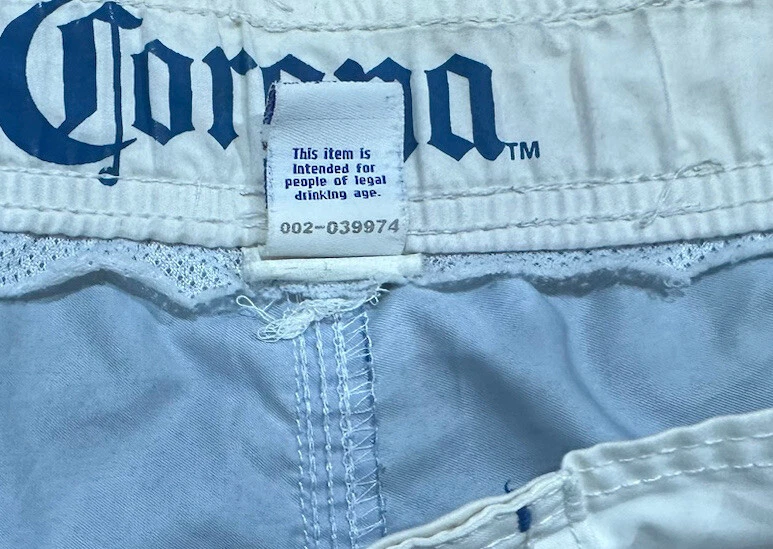 Corona™
This item is
intended for
people of legal
drinking age.
002-039974